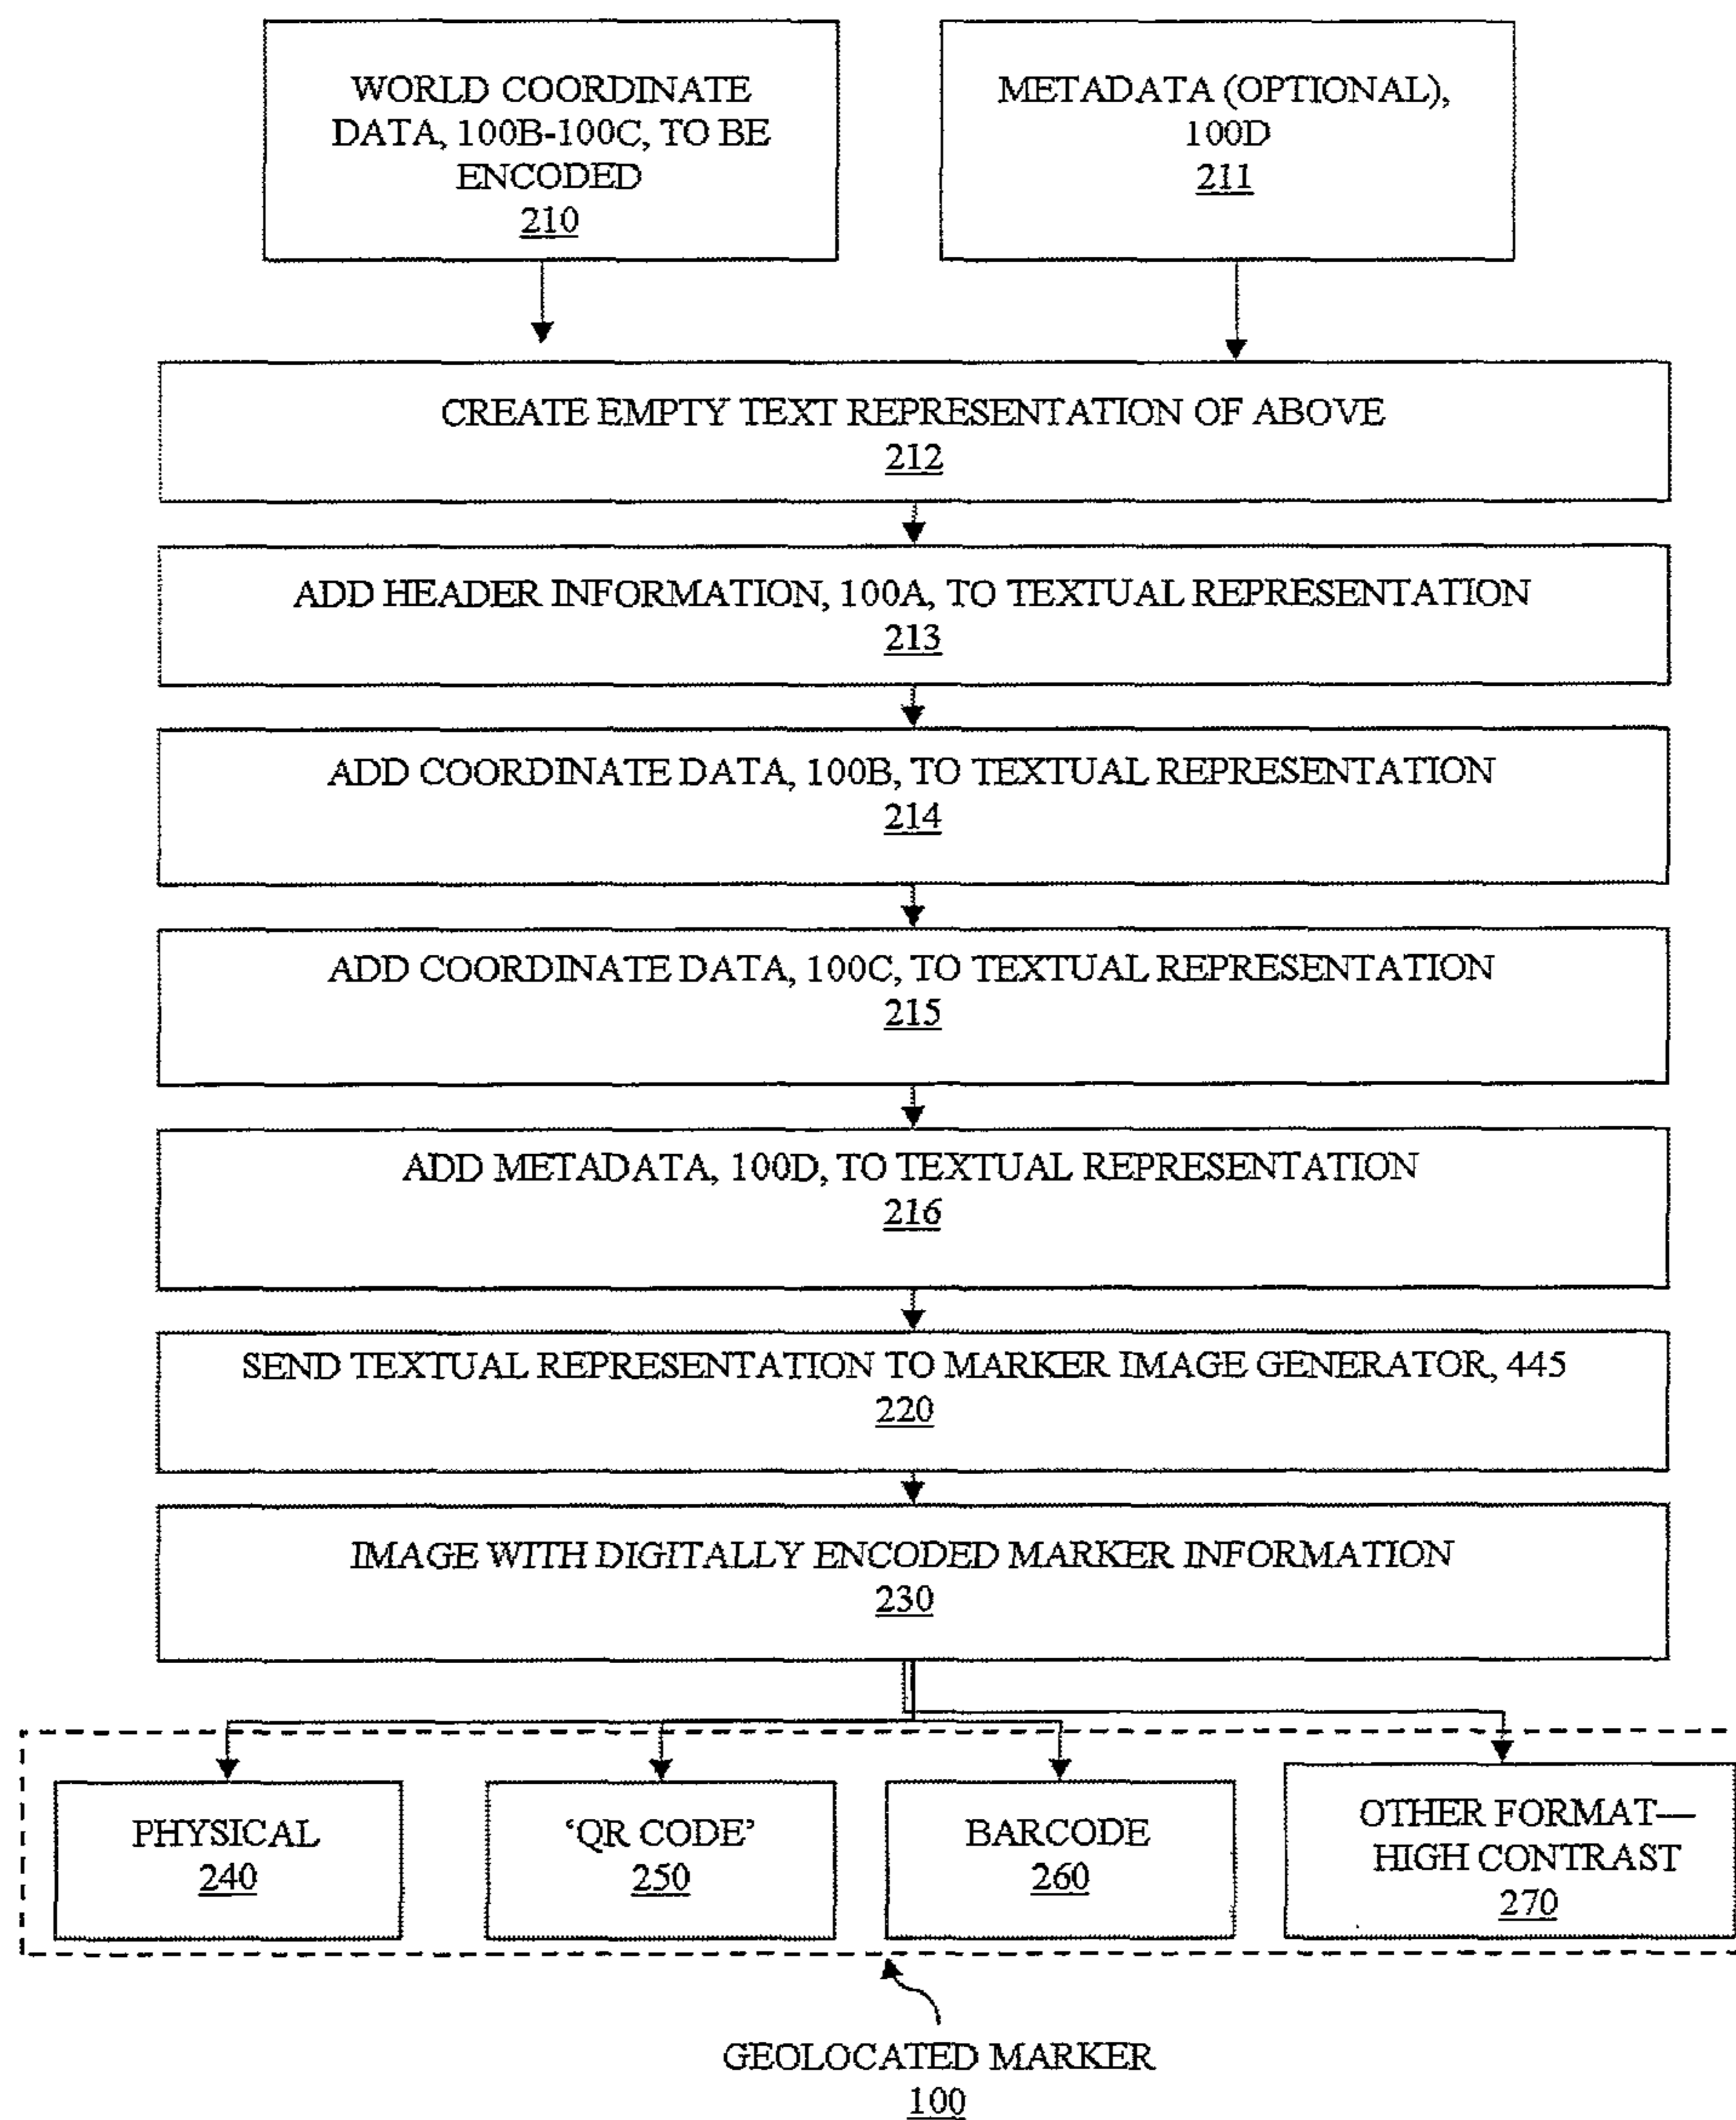 WORLD COORDINATE
DATA, 100B-100C, TO BE
ENCODED
210
METADATA (OPTIONAL),
100D
211
CREATE EMPTY TEXT REPRESENTATION OF ABOVE
212
ADD HEADER INFORMATION, 100A, TO TEXTUAL REPRESENTATION
213
ADD COORDINATE DATA, 100B, TO TEXTUAL REPRESENTATION
214
ADD COORDINATE DATA, 100C, TO TEXTUAL REPRESENTATION
215
ADD METADATA, 100D, TO TEXTUAL REPRESENTATION
216
SEND TEXTUAL REPRESENTATION TO MARKER IMAGE GENERATOR, 445
220
IMAGE WITH DIGITALLY ENCODED MARKER INFORMATION
230
PHYSICAL
240
‘QR CODE’
250
BARCODE
260
OTHER FORMAT—
HIGH CONTRAST
270
GEOLOCATED MARKER
100